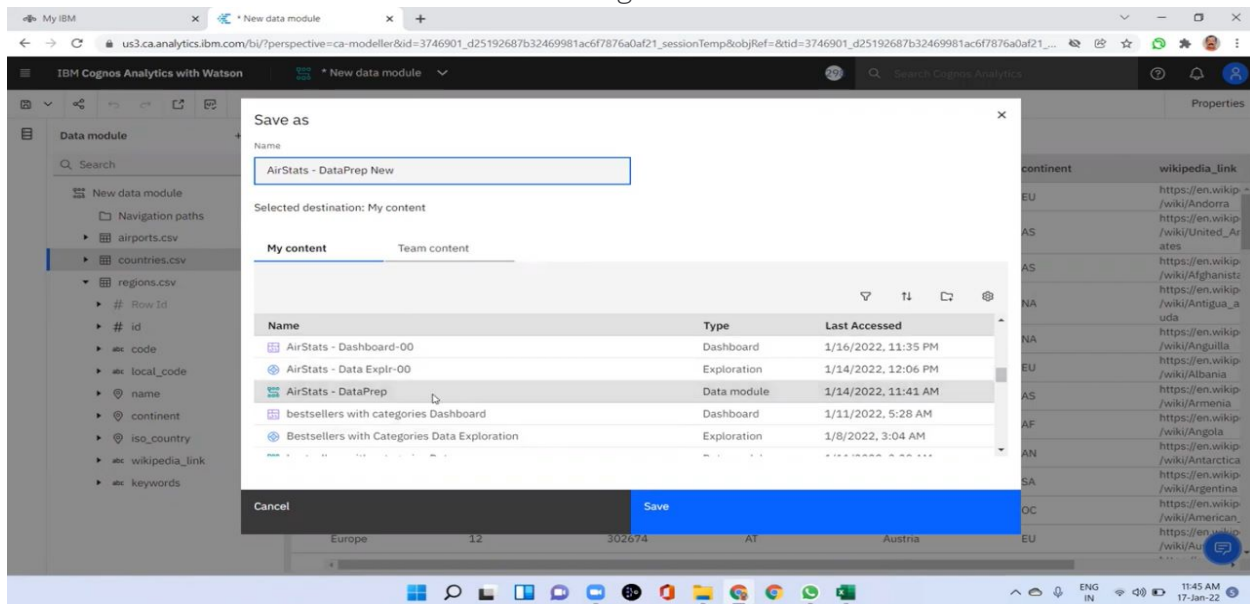 My IBM
* New data module
us3.ca.analytics.ibm.com/bi/?perspective=ca-modeller&id=3746901_d25192687b32469981ac6f7876a0af21_sessionTemp&objRef=&tid=3746901_d25192687b32469981ac6f7876a0af21_...
IBM Cognos Analytics with Watson
* New data module
29
Search Cognos Analytics
Properties
Data module
Search
New data module
Navigation paths
airports.csv
countries.csv
regions.csv
# Row Id
# id
abc code
abc local_code
name
continent
iso_country
abc wikipedia_link
abc keywords
Save as
Name
AirStats - DataPrep New
Selected destination: My content
My content Team content
Name Type Last Accessed
AirStats - Dashboard-00 Dashboard 1/16/2022, 11:35 PM
AirStats - Data Explr-00 Exploration 1/14/2022, 12:06 PM
AirStats - DataPrep Data module 1/14/2022, 11:41 AM
bestsellers with categories Dashboard Dashboard 1/11/2022, 5:28 AM
Bestsellers with Categories Data Exploration Exploration 1/8/2022, 3:04 AM
Cancel Save
continent wikipedia_link
EU https://en.wikip
/wiki/Andorra
https://en.wikip
AS /wiki/United_Ar
ates
AS https://en.wikip
/wiki/Afghanista
https://en.wikip
NA /wiki/Antigua_a
uda
NA https://en.wikip
/wiki/Anguilla
EU https://en.wikip
/wiki/Albania
AS https://en.wikip
/wiki/Armenia
AF https://en.wikip
/wiki/Angola
AN https://en.wikip
/wiki/Antarctica
SA https://en.wikip
/wiki/Argentina
OC https://en.wikip
/wiki/American_
Europe 12 302674 AT Austria EU https://en.wikip
/wiki/Au
ENG
IN
11:45 AM
17-Jan-22